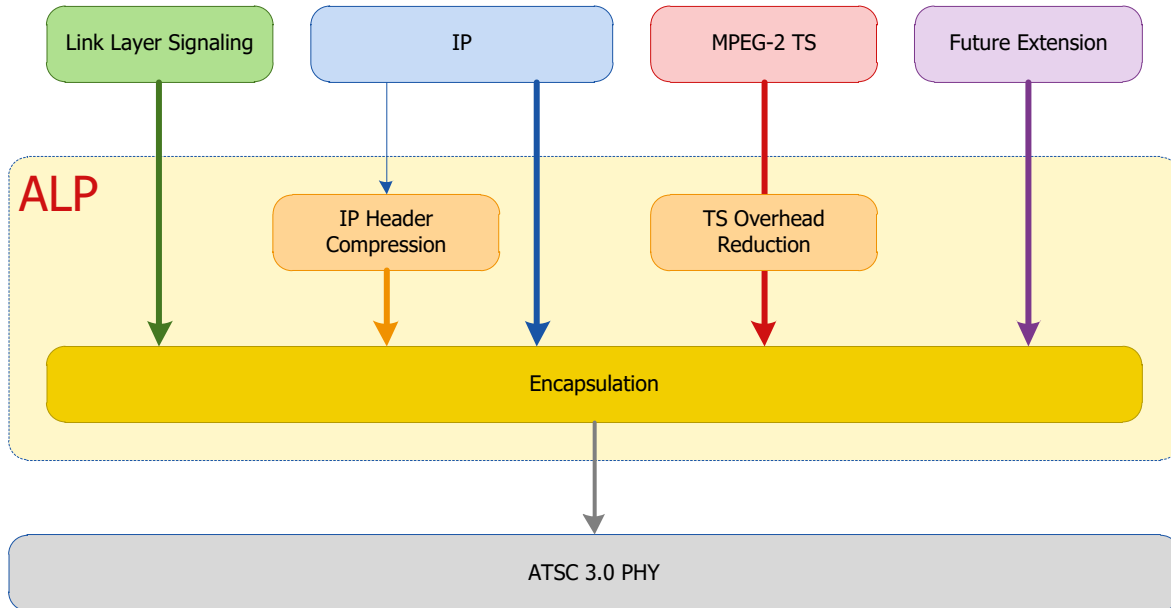 Link Layer Signaling
IP
MPEG-2 TS
Future Extension
ALP
IP Header
Compression
TS Overhead
Reduction
Encapsulation
ATSC 3.0 PHY